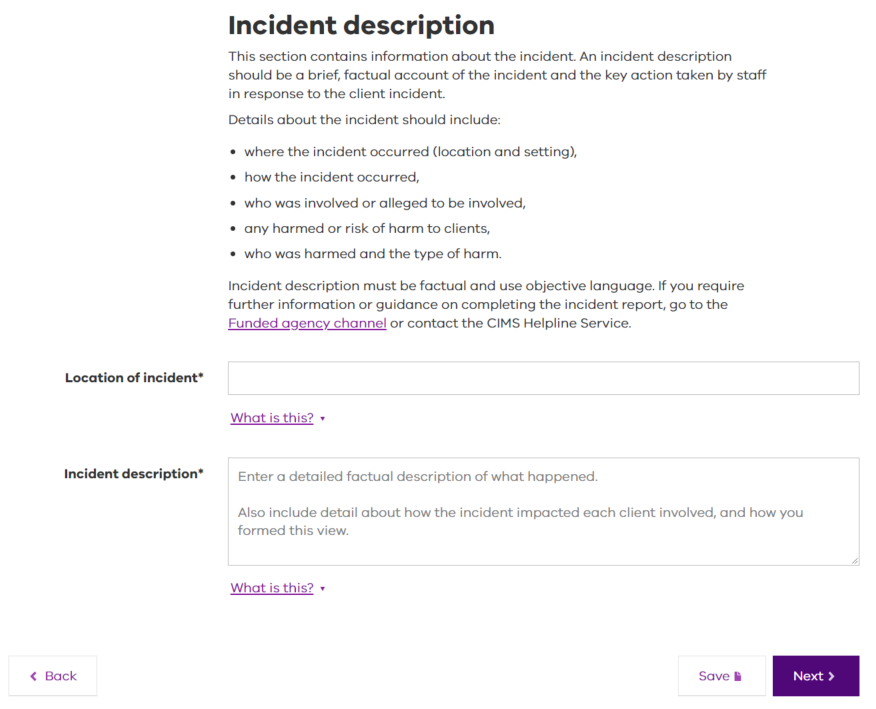 Incident description
This section contains information about the incident. An incident description
should be a brief, factual account of the incident and the key action taken by staff
in response to the client incident.
Details about the incident should include:
• where the incident occurred (location and setting),
• how the incident occurred,
• who was involved or alleged to be involved,
• any harmed or risk of harm to clients,
• who was harmed and the type of harm.
Incident description must be factual and use objective language. If you require
further information or guidance on completing the incident report, go to the
Funded agency channel or contact the CIMS Helpline Service.
Location of incident*
What is this?
Incident description*
Enter a detailed factual description of what happened.
Also include detail about how the incident impacted each client involved, and how you
formed this view.
What is this?
Back
Save
Next